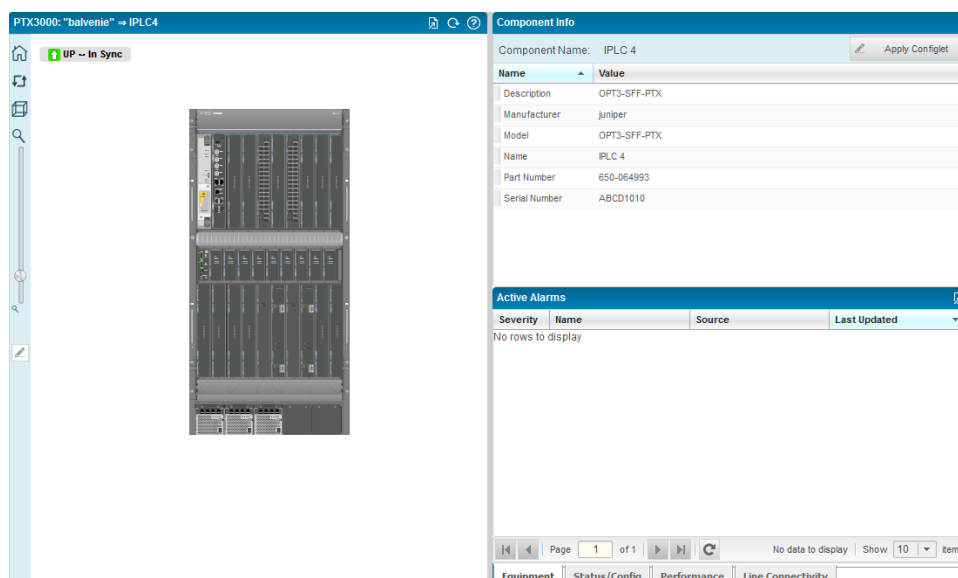 PTX3000: "balvenie" ⇒ IPLC4
UP -- In Sync
Component Info
Component Name: IPLC 4
Apply Configlet
Name Value
Description OPT3-SFF-PTX
Manufacturer juniper
Model OPT3-SFF-PTX
Name IPLC 4
Part Number 650-064993
Serial Number ABCD1010
Active Alarms
Severity Name Source Last Updated
No rows to display
Page 1 of 1 No data to display Show 10 item
Equipment Status/Config Performance Line Connectivity